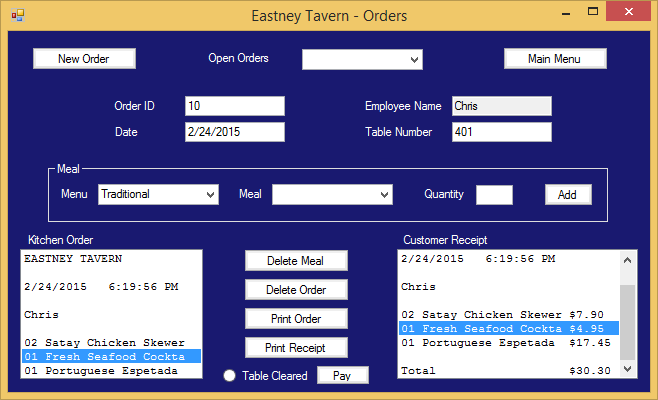 Eastney Tavern - Orders
New Order
Open Orders
Main Menu
Order ID 10
Employee Name Chris
Date 2/24/2015
Table Number 401
Meal
Menu Traditional
Meal
Quantity
Add
Kitchen Order
EASTNEY TAVERN
2/24/2015 6:19:56 PM
Chris
02 Satay Chicken Skewer
01 Fresh Seafood Cockta
01 Portuguese Espetada
Delete Meal
Delete Order
Print Order
Print Receipt
Table Cleared
Pay
Customer Receipt
2/24/2015 6:19:56 PM
Chris
02 Satay Chicken Skewer $7.90
01 Fresh Seafood Cockta $4.95
01 Portuguese Espetada $17.45
Total $30.30